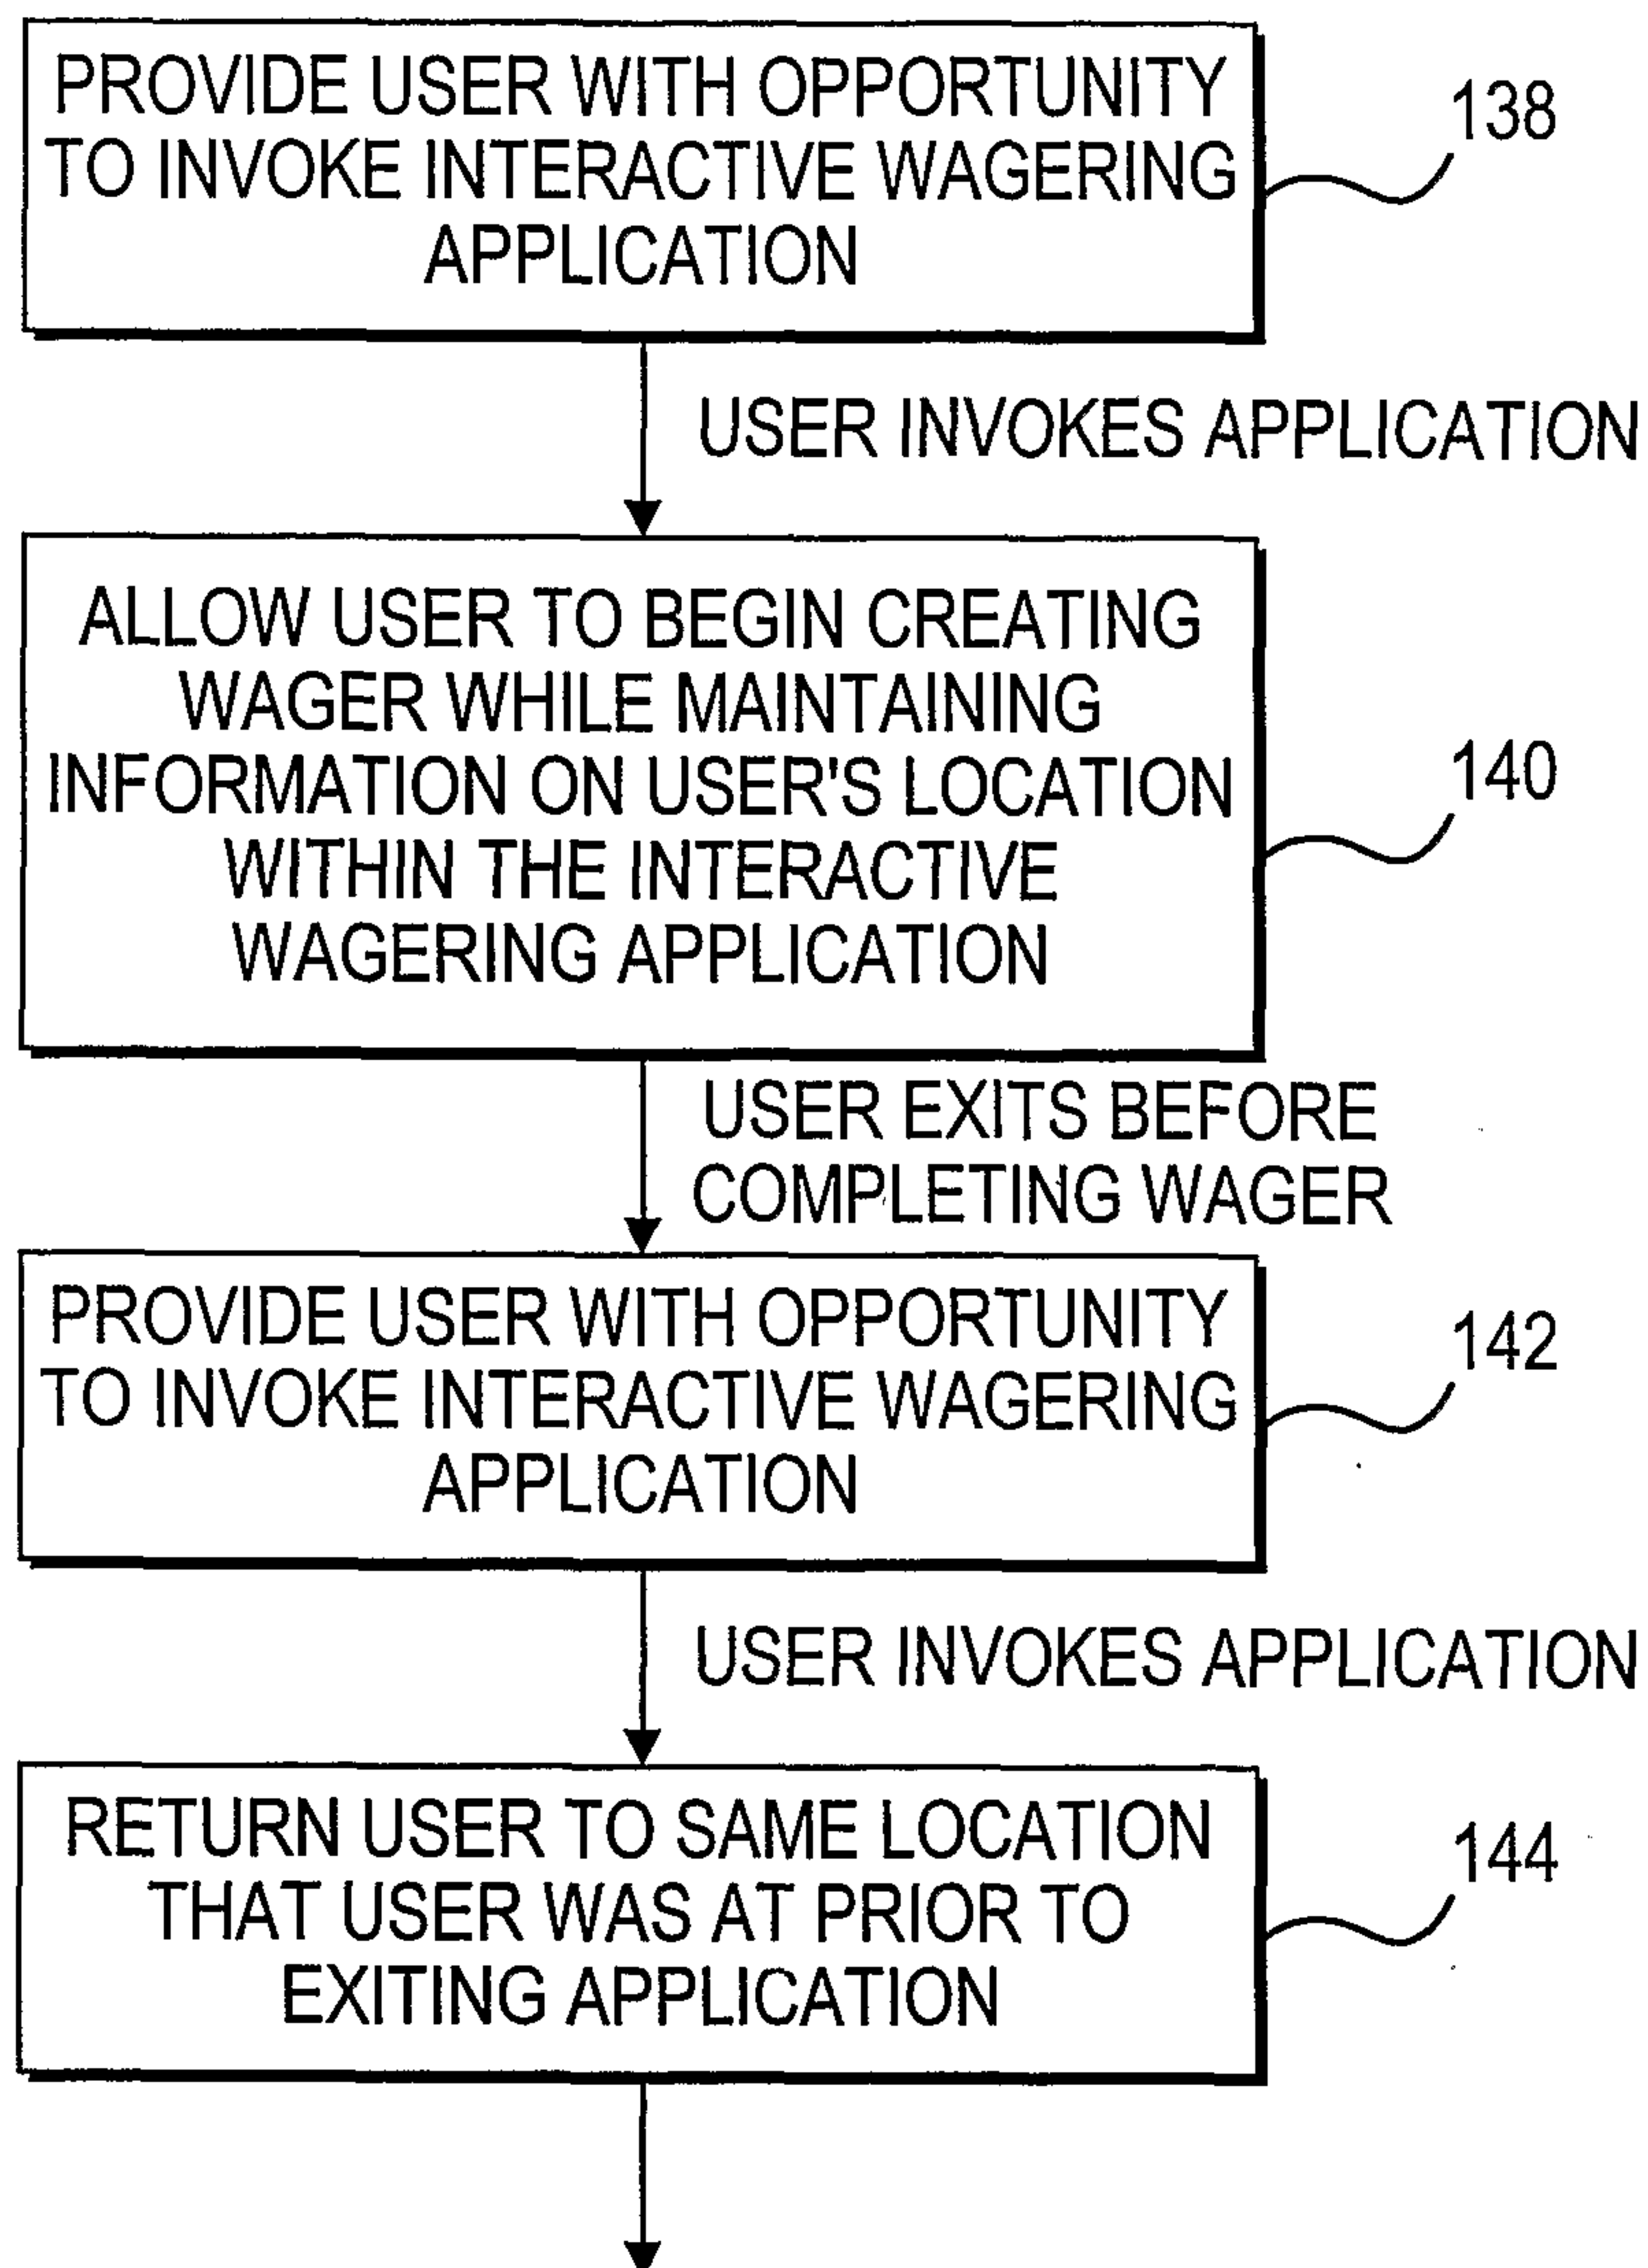 PROVIDE USER WITH OPPORTUNITY
TO INVOKE INTERACTIVE WAGERING
APPLICATION
138
USER INVOKES APPLICATION
ALLOW USER TO BEGIN CREATING
WAGER WHILE MAINTAINING
INFORMATION ON USER'S LOCATION
WITHIN THE INTERACTIVE
WAGERING APPLICATION
140
USER EXITS BEFORE
COMPLETING WAGER
PROVIDE USER WITH OPPORTUNITY
TO INVOKE INTERACTIVE WAGERING
APPLICATION
142
USER INVOKES APPLICATION
RETURN USER TO SAME LOCATION
THAT USER WAS AT PRIOR TO
EXITING APPLICATION
144